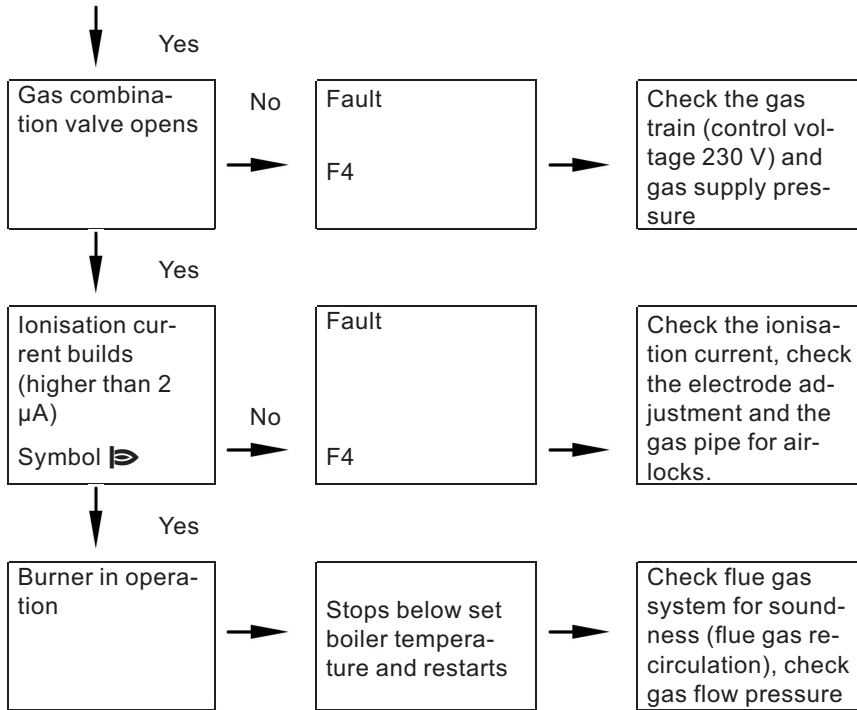 Yes
Gas combina-
tion valve opens
No
Fault
F4
Check the gas
train (control vol-
tage 230 V) and
gas supply pres-
sure
Yes
Ionisation cur-
rent builds
(higher than 2
µA)
Symbol
No
Fault
F4
Check the ionisa-
tion current, check
the electrode ad-
justment and the
gas pipe for air-
locks.
Yes
Burner in opera-
tion
Stops below set
boiler tempera-
ture and restarts
Check flue gas
system for sound-
ness (flue gas re-
circulation), check
gas flow pressure